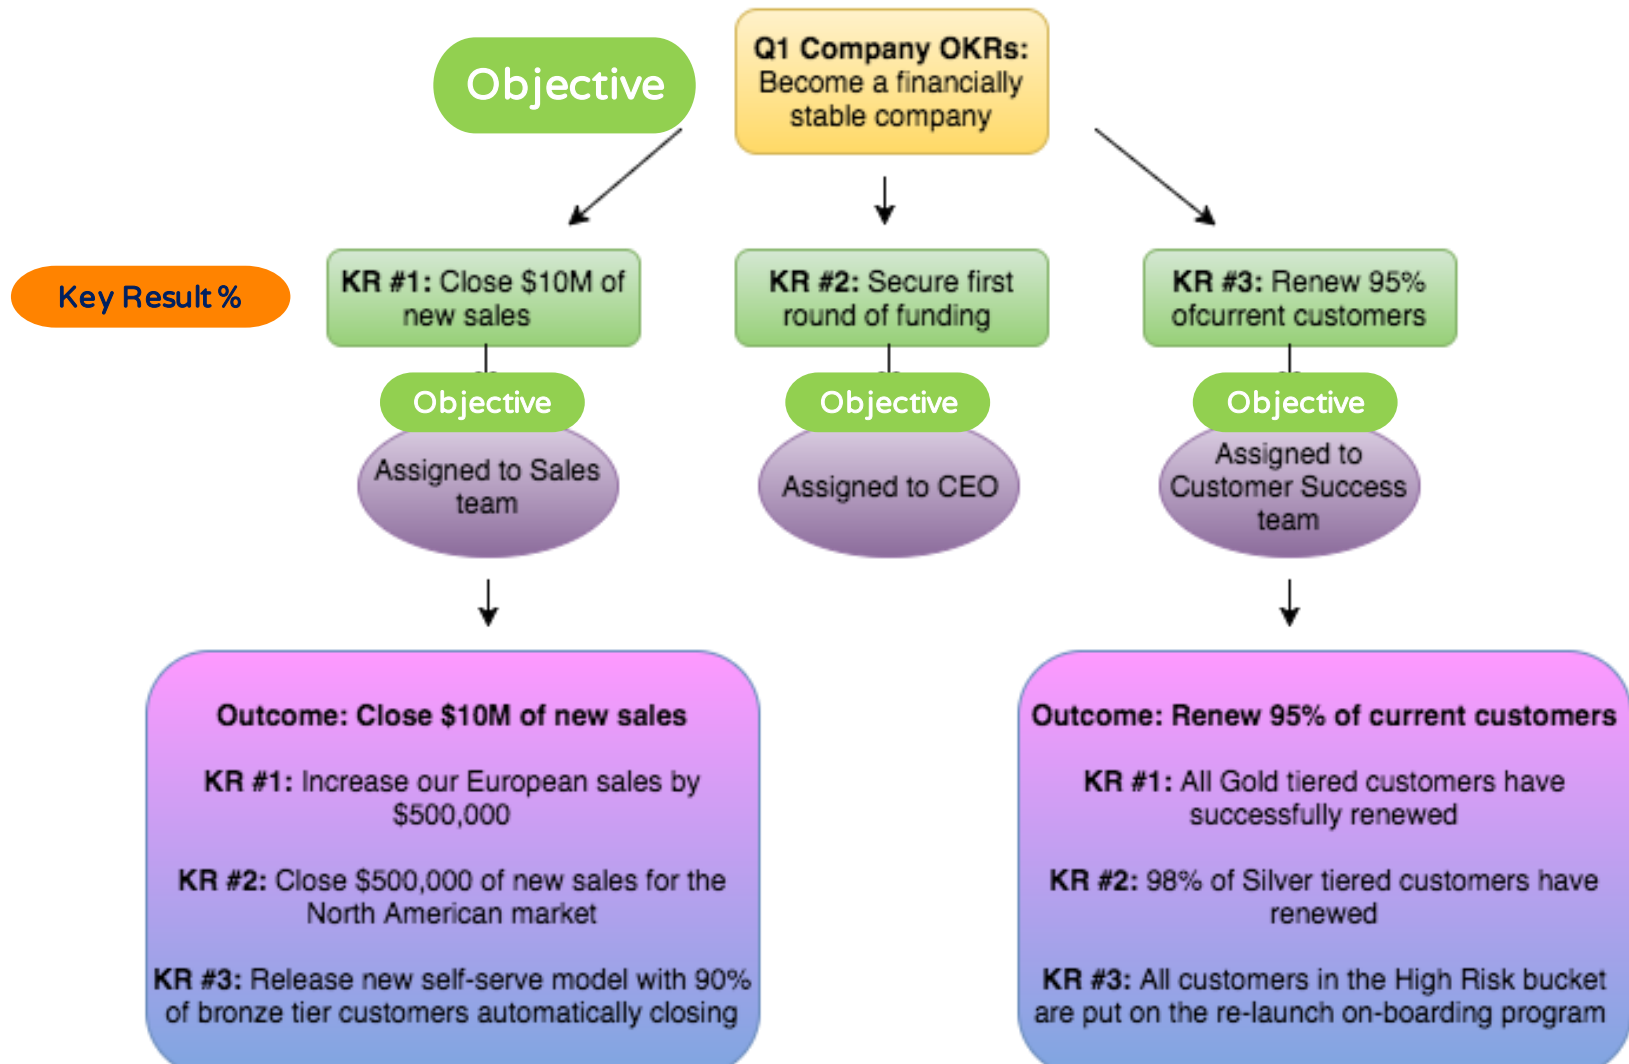 Objective
Q1 Company OKRs:
Become a financially
stable company
Key Result %
KR #1: Close $10M of
new sales
KR #2: Secure first
round of funding
KR #3: Renew 95%
ofcurrent customers
Objective
Objective
Objective
Assigned to Sales
team
Assigned to CEO
Assigned to
Customer Success
team
Outcome: Close $10M of new sales
KR #1: Increase our European sales by
$500,000
KR #2: Close $500,000 of new sales for the
North American market
KR #3: Release new self-serve model with 90%
of bronze tier customers automatically closing
Outcome: Renew 95% of current customers
KR #1: All Gold tiered customers have
successfully renewed
KR #2: 98% of Silver tiered customers have
renewed
KR #3: All customers in the High Risk bucket
are put on the re-launch on-boarding program